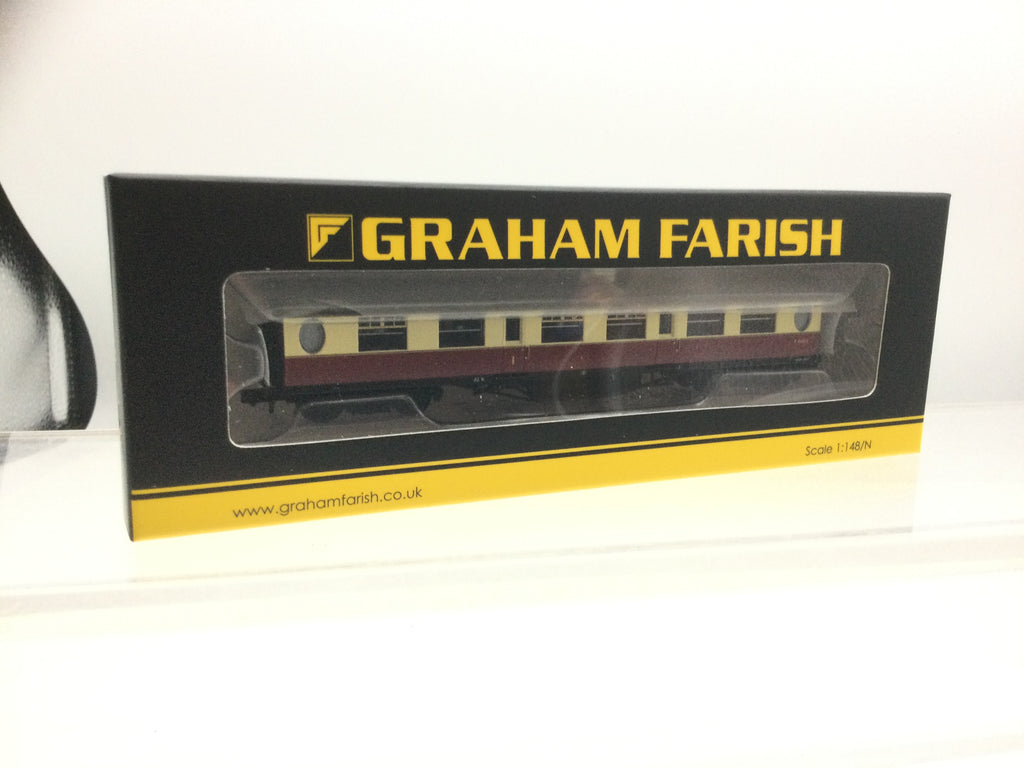 GRAHAM FARISH
www.grahamfarish.co.uk
Scale 1:148/N